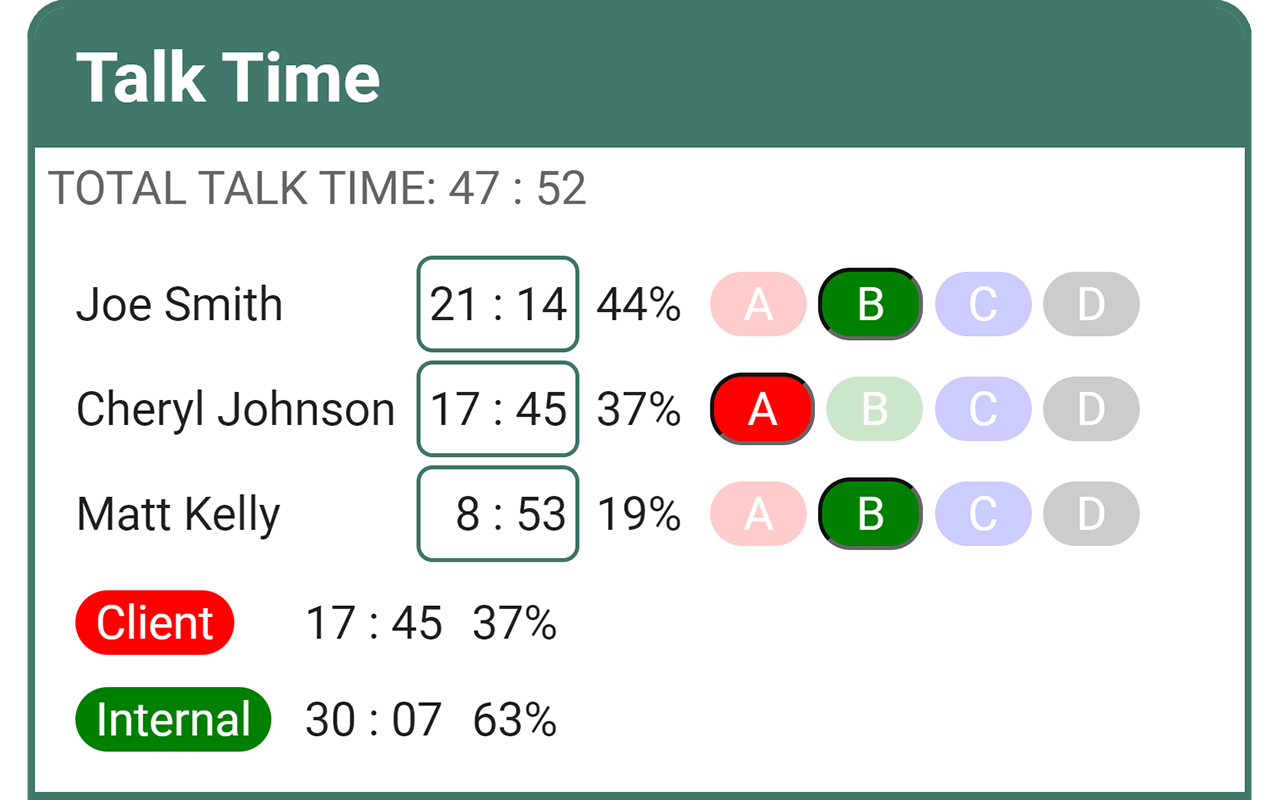 Talk Time
TOTAL TALK TIME: 47 : 52
Joe Smith 21 : 14 44% A B C D
Cheryl Johnson 17 : 45 37% A B C D
Matt Kelly 8 : 53 19% A B C D
Client 17 : 45 37%
Internal 30 : 07 63%